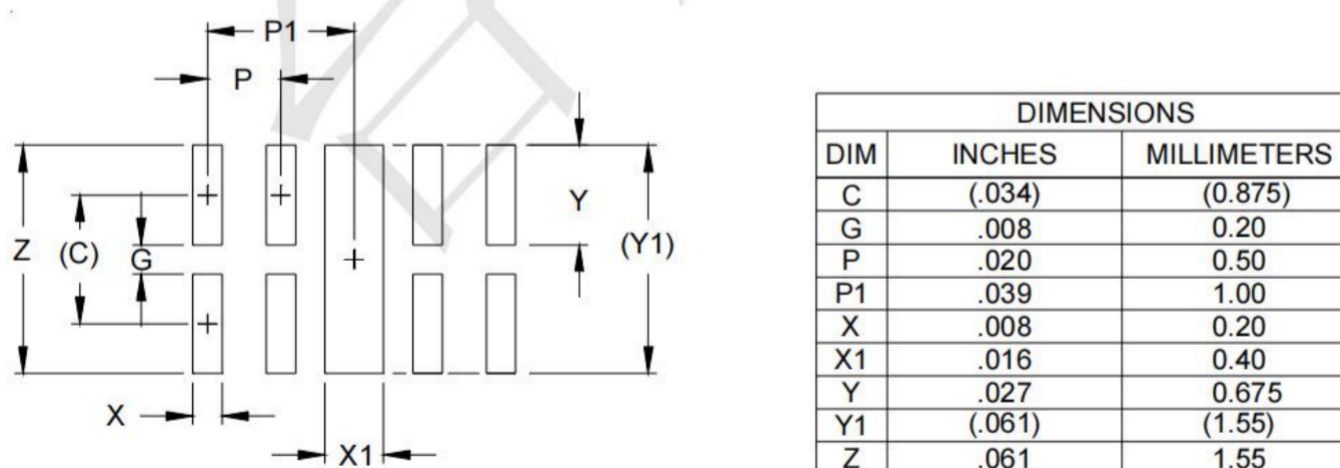 P1
P
Z
(C)
G
Y
(Y1)
X
X1
DIMENSIONS
DIM INCHES MILLIMETERS
C (.034) (0.875)
G .008 0.20
P .020 0.50
P1 .039 1.00
X .008 0.20
X1 .016 0.40
Y .027 0.675
Y1 (.061) (1.55)
Z .061 1.55